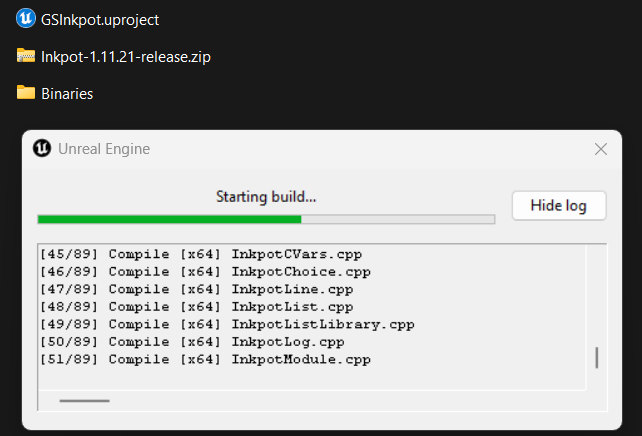 GSInkpot.uproject
Inkpot-1.11.21-release.zip
Binaries
Unreal Engine
Starting build...
Hide log
[45/89] Compile [x64] InkpotCVars.cpp
[46/89] Compile [x64] InkpotChoice.cpp
[47/89] Compile [x64] InkpotLine.cpp
[48/89] Compile [x64] InkpotList.cpp
[49/89] Compile [x64] InkpotListLibrary.cpp
[50/89] Compile [x64] InkpotLog.cpp
[51/89] Compile [x64] InkpotModule.cpp